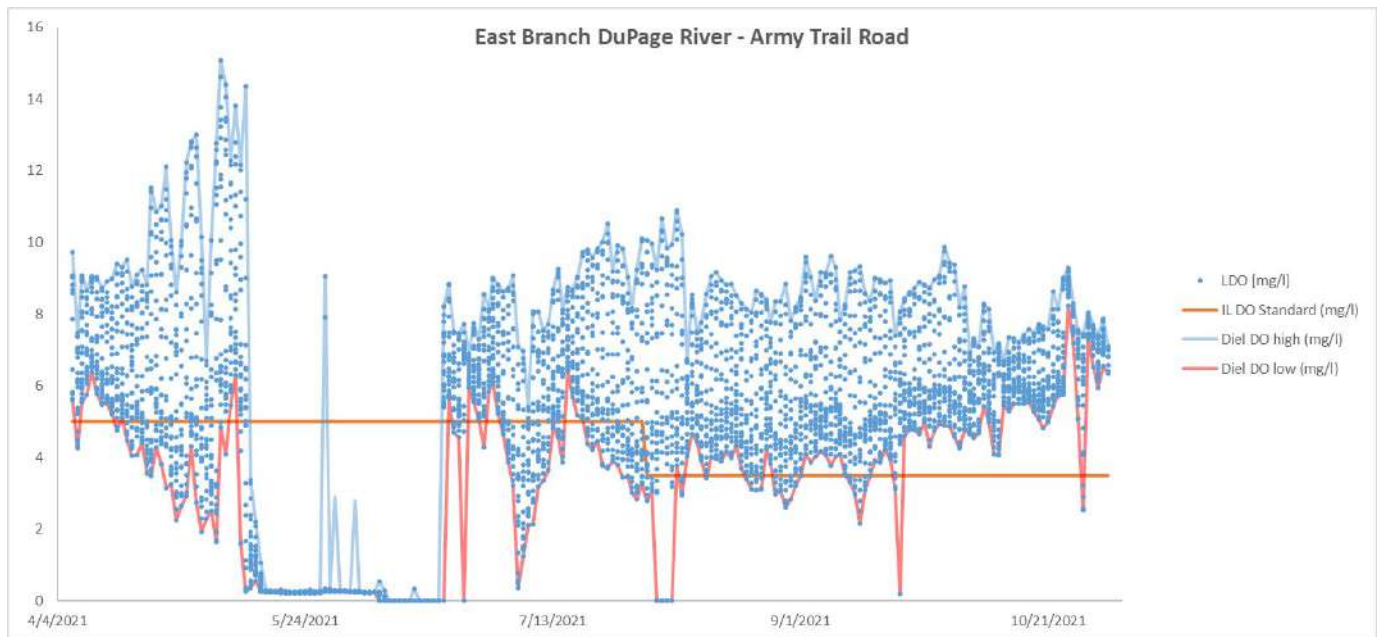 East Branch DuPage River - Army Trail Road
16
14
12
10
8
6
4
2
0
4/4/2021 5/24/2021 7/13/2021 9/1/2021 10/21/2021
LDO [mg/l]
IL DO Standard (mg/l)
Diel DO high (mg/l)
Diel DO low (mg/l)